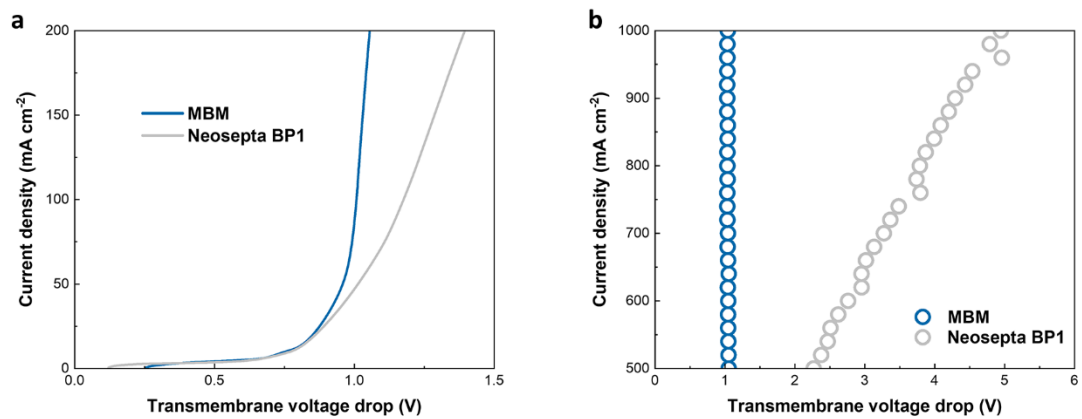 a
200
150
100
50
0
Current density (mA cm⁻²)
MBM
Neosepta BP1
0.0 0.5 1.0 1.5
Transmembrane voltage drop (V)
b
1000
900
800
700
600
500
Current density (mA cm⁻²)
MBM
Neosepta BP1
0 1 2 3 4 5 6
Transmembrane voltage drop (V)